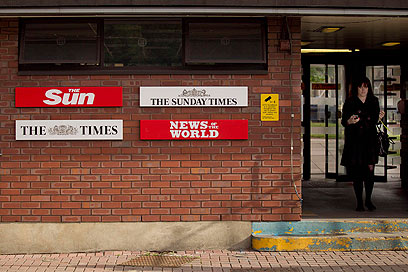 THE Sun
THE SUNDAY TIMES
THE TIMES
NEWS OF THE WORLD